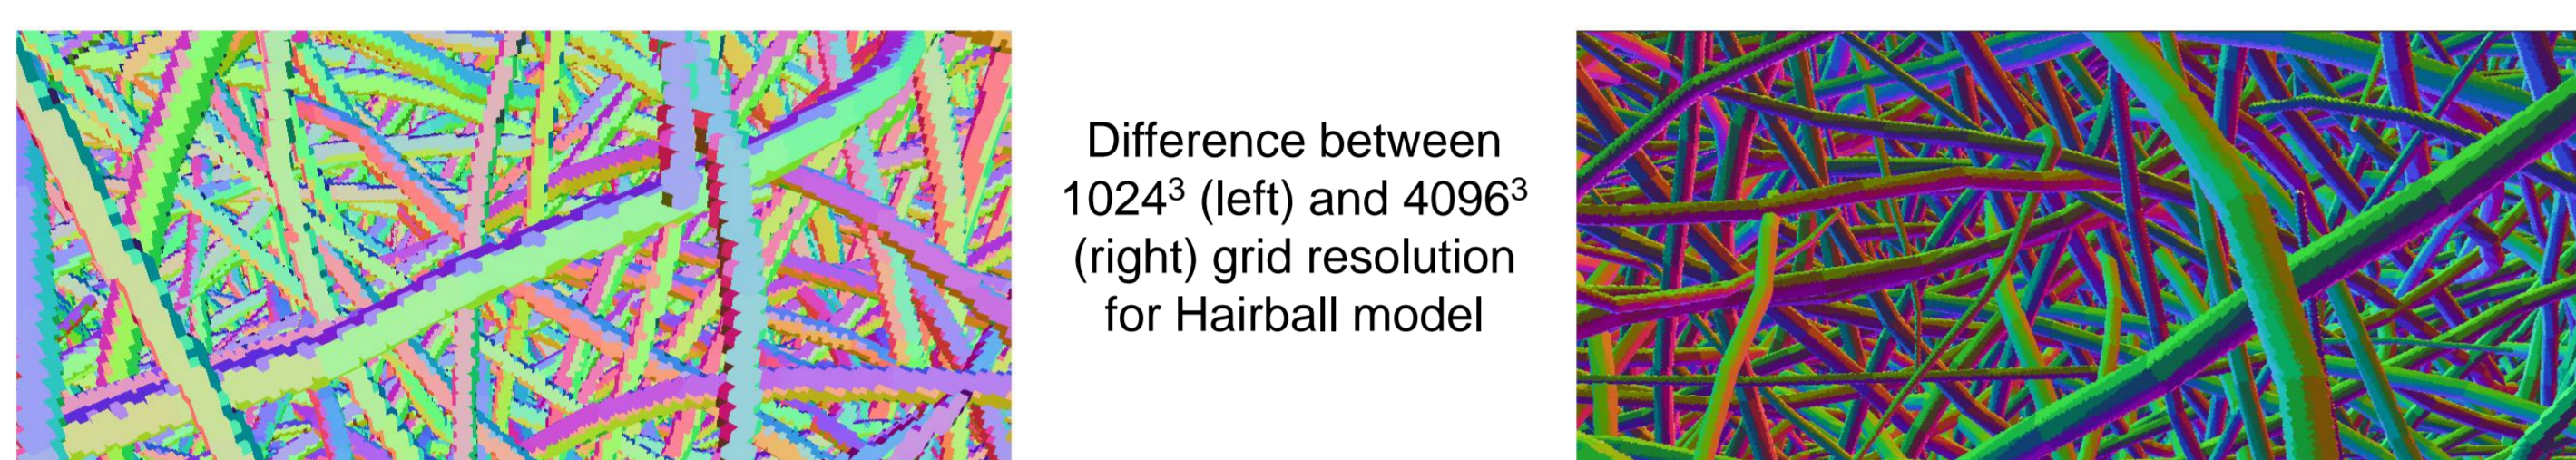 Difference between
1024³ (left) and 4096³
(right) grid resolution
for Hairball model